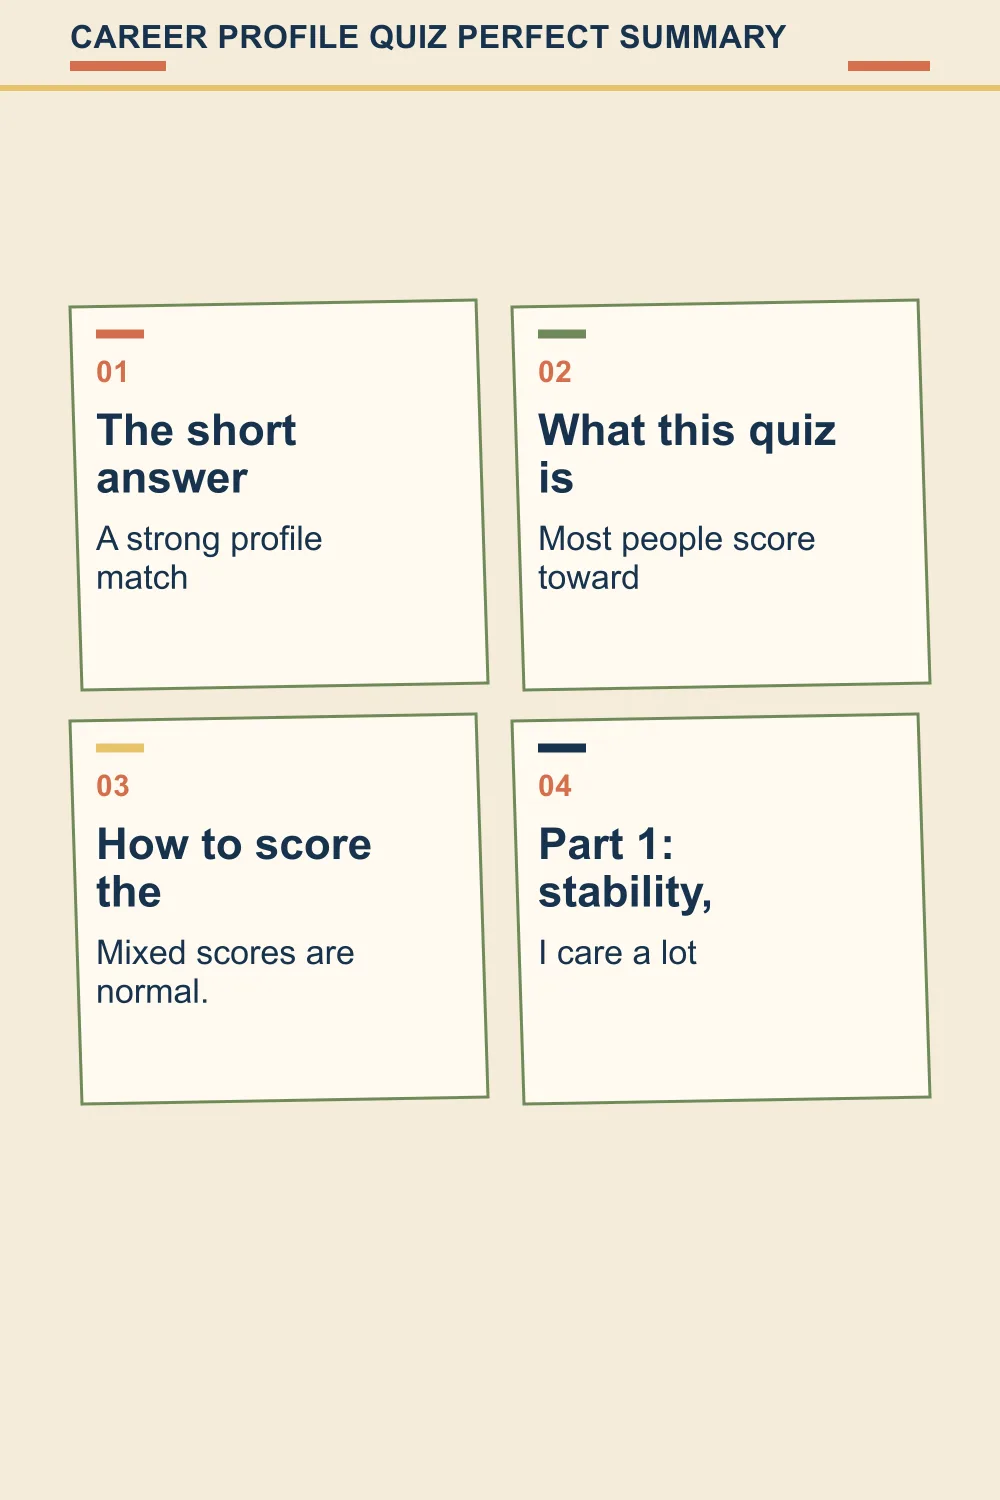 CAREER PROFILE QUIZ PERFECT SUMMARY
01
The short
answer
A strong profile
match
02
What this quiz
is
Most people score
toward
03
How to score
the
Mixed scores are
normal.
04
Part 1:
stability,
I care a lot